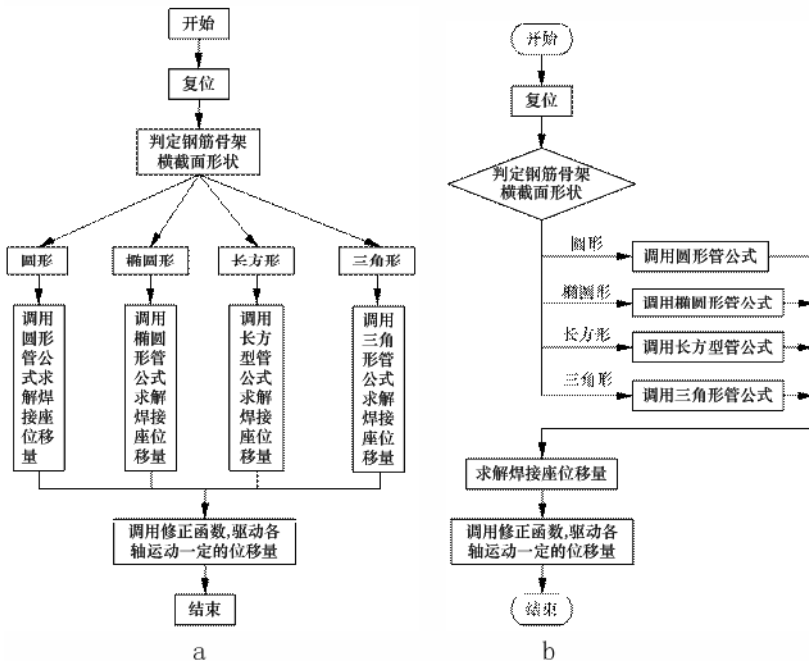 开始
复位
判定钢筋骨架
横截面形状
圆形
椭圆形
长方形
三角形
调用
圆形
管公
式求
解焊
接座
位移
量
调用
椭圆
形管
公式
求解
焊接
座位
移量
调用
长方
型管
公式
求解
焊接
座位
移量
调用
三角
形管
公式
求解
焊接
座位
移量
调用修正函数,驱动各
轴运动一定的位移量
结束
a
开始
复位
判定钢筋骨架
横截面形状
圆形
调用圆形管公式
椭圆形
调用椭圆形管公式
长方形
调用长方型管公式
三角形
调用三角形管公式
求解焊接座位移量
调用修正函数,驱动各
轴运动一定的位移量
结束
b